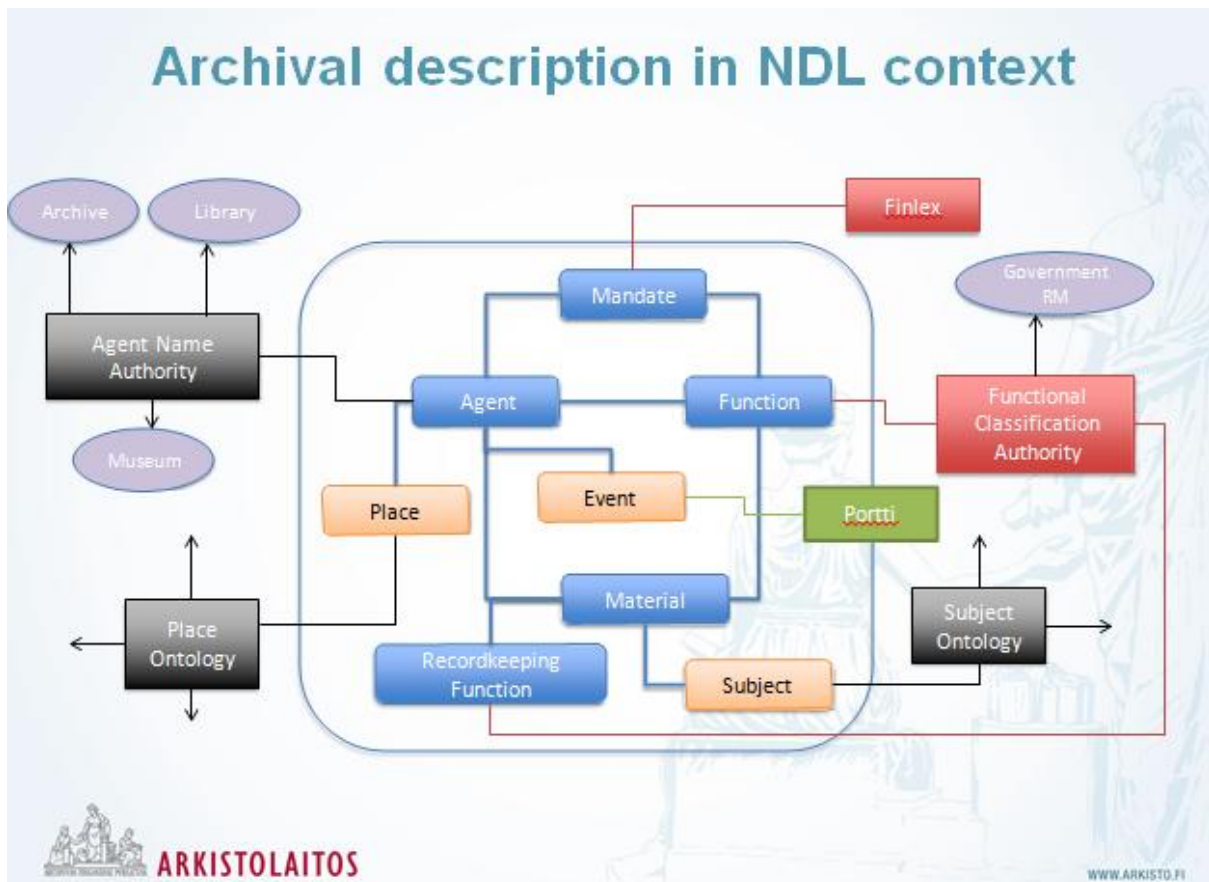 Archival description in NDL context
Archive
Library
Finlex
Government
RM
Mandate
Agent Name
Authority
Agent
Function
Functional
Classification
Authority
Museum
Place
Event
Portti
Material
Place
Ontology
Subject
Ontology
Recordkeeping
Function
Subject
ARKISTOLAITOS
WWW.ARKISTO.FI